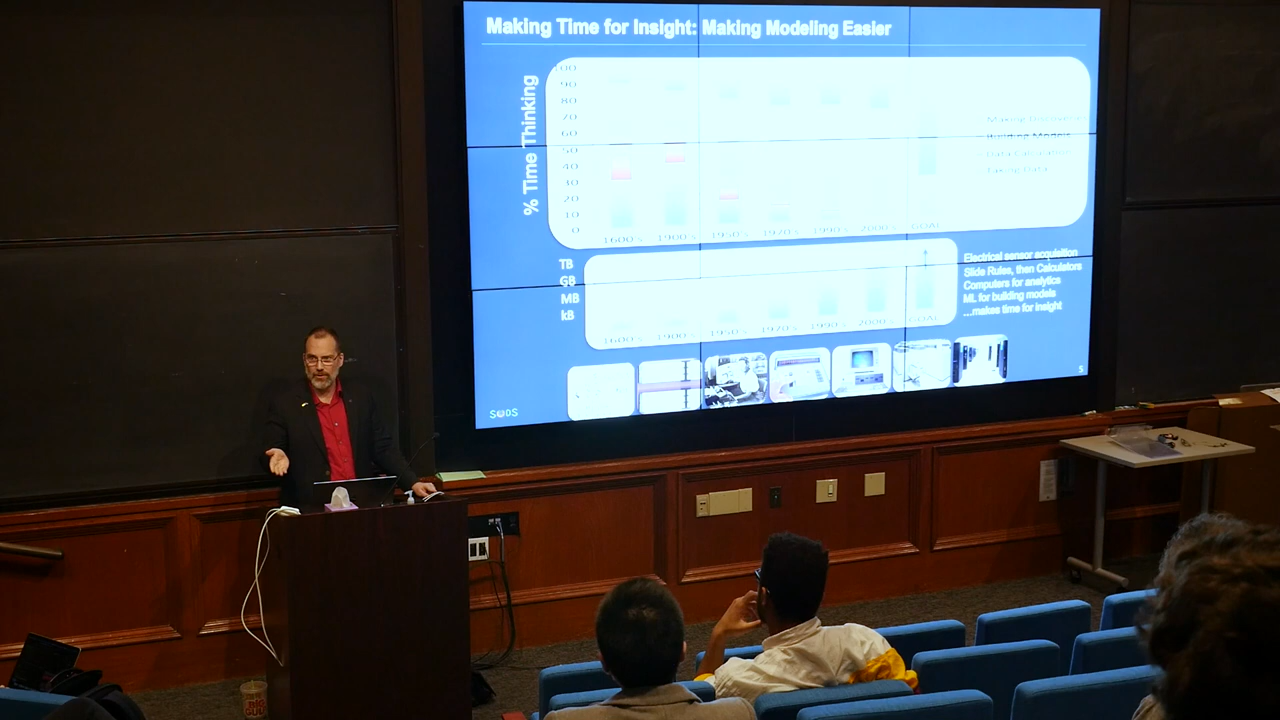 Making Time for Insight: Making Modeling Easier
% Time Thinking
100
90
80
70
60
50
40
30
20
10
0
Making Discoveries
Building Models
Data Calculation
Taking Data
1600's 1900's 1950's 1970's 1990's 2000's GOAL
TB
GB
MB
kB
1600's 1900's 1950's 1970's 1990's 2000's GOAL
Electrical sensor acquisition
Slide Rules, then Calculators
Computers for analytics
ML for building models
...makes time for insight
5